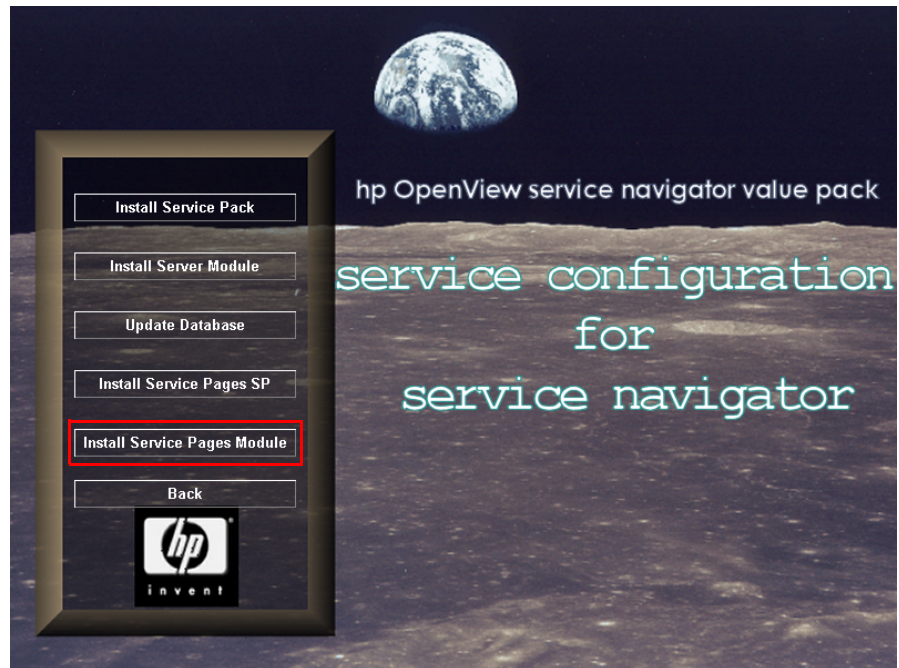 hp OpenView service navigator value pack
service configuration
for
service navigator
Install Service Pack
Install Server Module
Update Database
Install Service Pages SP
Install Service Pages Module
Back
hp
invent